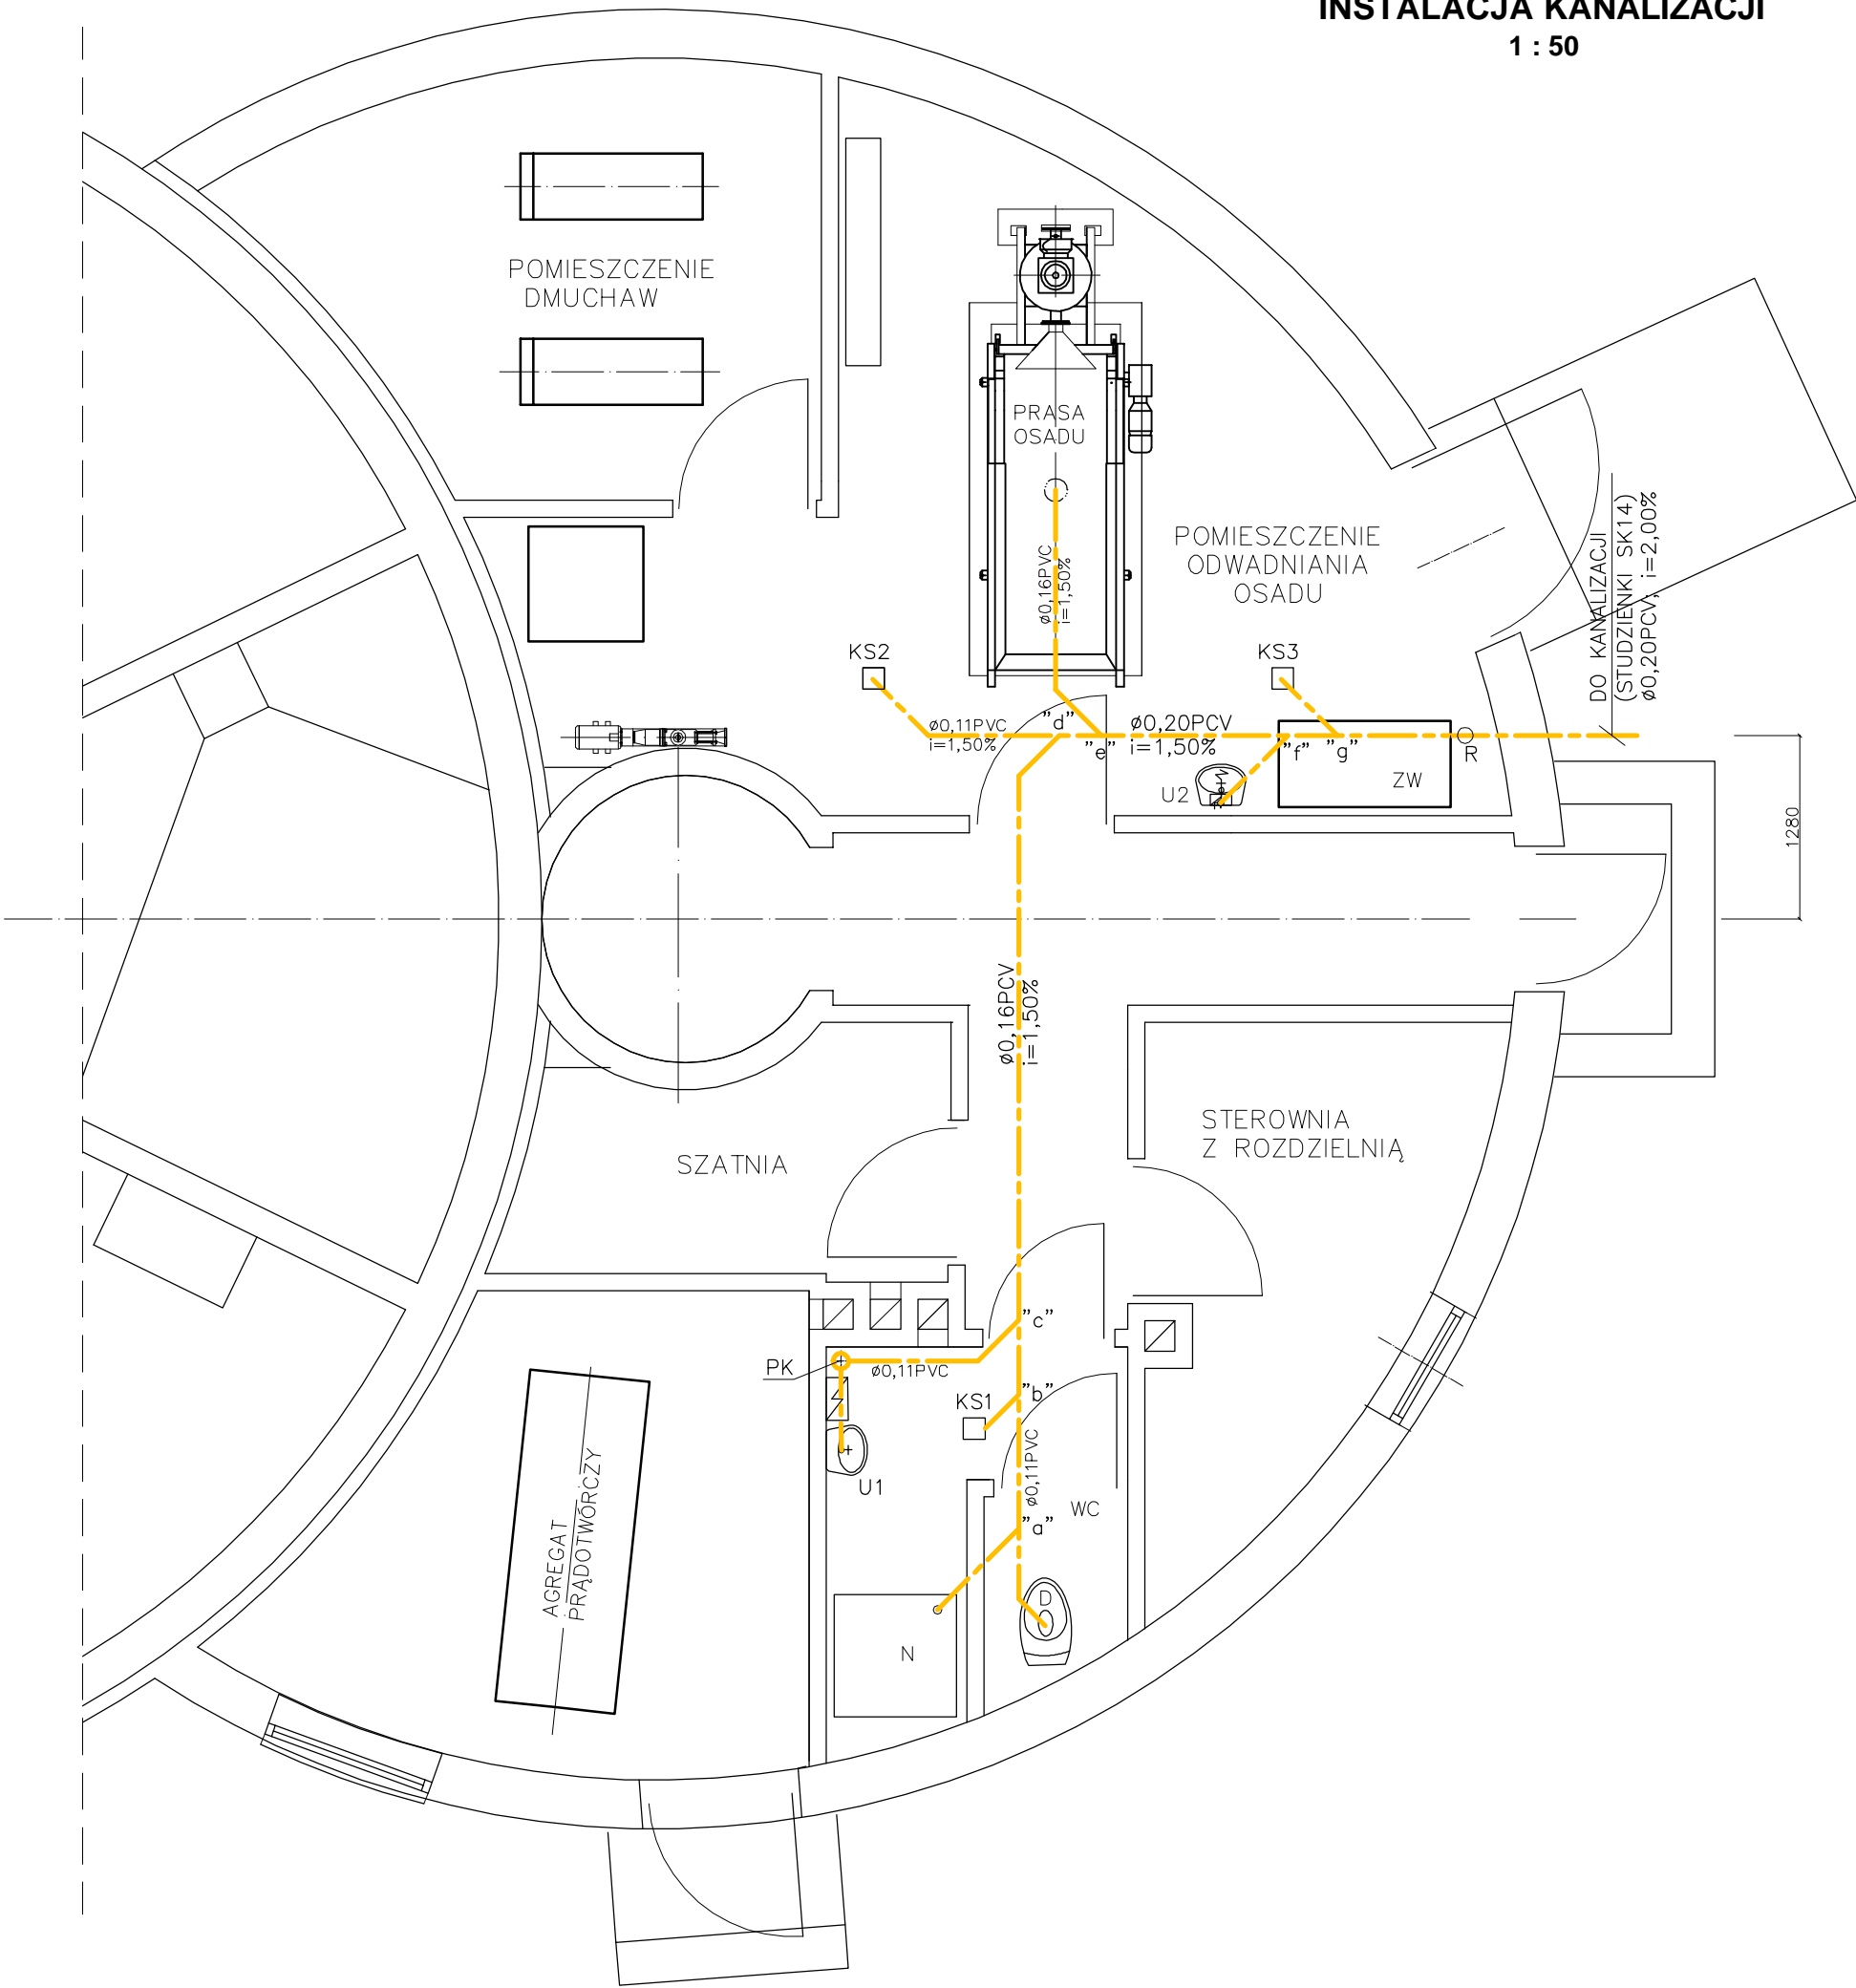 INSTALACJA KANALIZACJI
1 : 50
POMIESZCZENIE
DMUCHAW
PRASA
OSADU
POMIESZCZENIE
ODWADNIANIA
OSADU
DO KANALIZACJI
(STUDZIENKI SK14)
ø0,20PCV, i=2,00%
ø0,16PVC
i=1,50%
KS2
KS3
ø0,11PVC
i=1,50%
"d"
"e"
ø0,20PCV
i=1,50%
"f"
"g"
R
U2
ZW
1280
ø0,16PCV
i=1,50%
SZATNIA
STEROWNIA
Z ROZDZIELNIĄ
"c"
PK
ø0,11PVC
KS1
"b"
ø0,11PVC
U1
WC
"a"
AGREGAT
PRĄDOTWÓRCZY
D
N